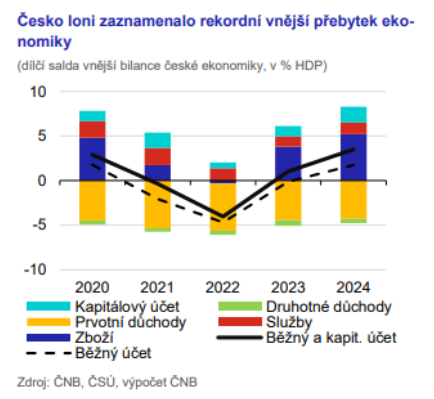 Česko loni zaznamenalo rekordní vnější přebytek eko-
nomiky
(dílčí salda vnější bilance české ekonomiky, v % HDP)
10
5
0
-5
-10
2020 2021 2022 2023 2024
Kapitálový účet Druhotné důchody
Prvotní důchody Služby
Zboží Běžný a kapit. účet
Běžný účet
Zdroj: ČNB, ČSÚ, výpočet ČNB